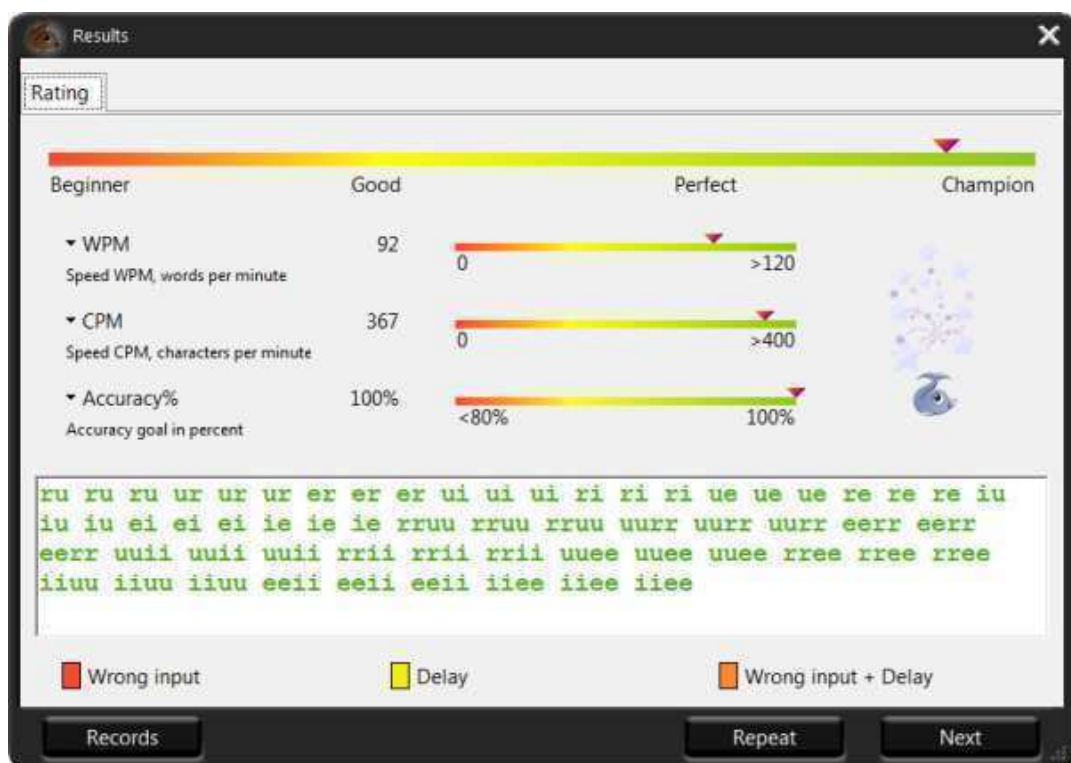 Results
Rating
Beginner Good Perfect Champion
WPM 92
0 >120
Speed WPM, words per minute
CPM 367
0 >400
Speed CPM, characters per minute
Accuracy% 100%
<80% 100%
Accuracy goal in percent
ru ru ru ur ur ur er er er ui ui ui ri ri ri ue ue ue re re re iu
iu iu ei ei ei ie ie ie rruu rruu rruu uurr uurr uurr eerr eerr
eerr uuii uuii uuii rrii rrii rrii uuee uuee uuee rree rree rree
iiuu iiuu iiuu eeii eeii eeii iiee iiee iiee
Wrong input Delay Wrong input + Delay
Records Repeat Next